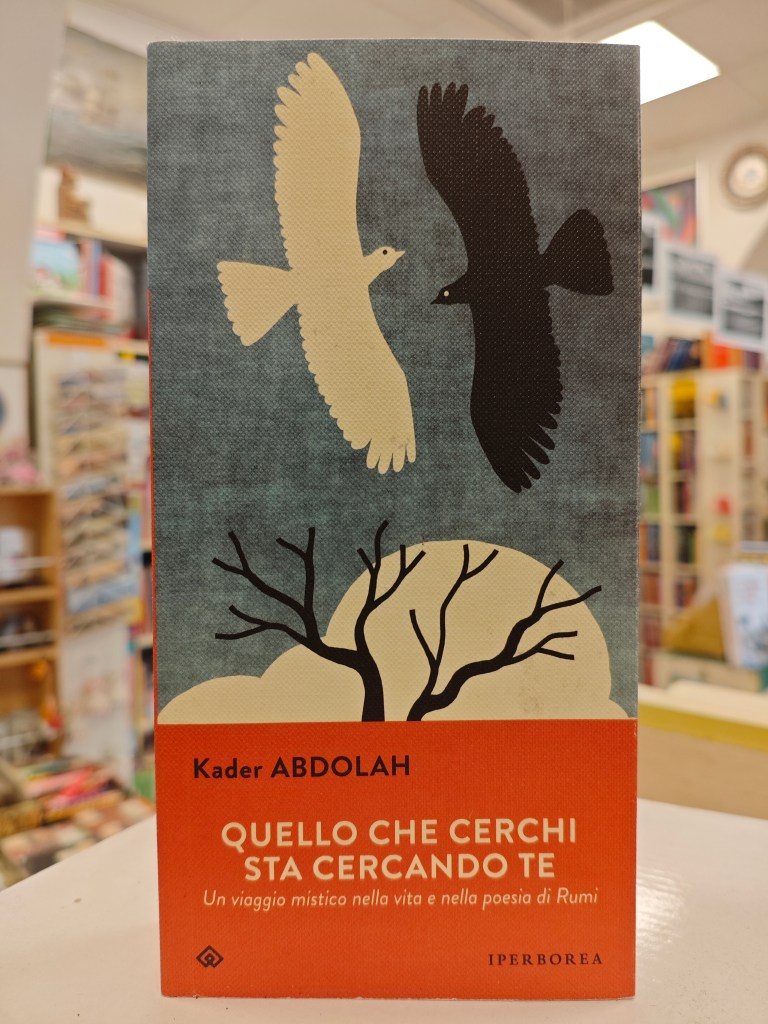 Kader ABDOLAH
QUELLO CHE CERCHI
STA CERCANDO TE
Un viaggio mistico nella vita e nella poesia di Rumi
IPERBOREA